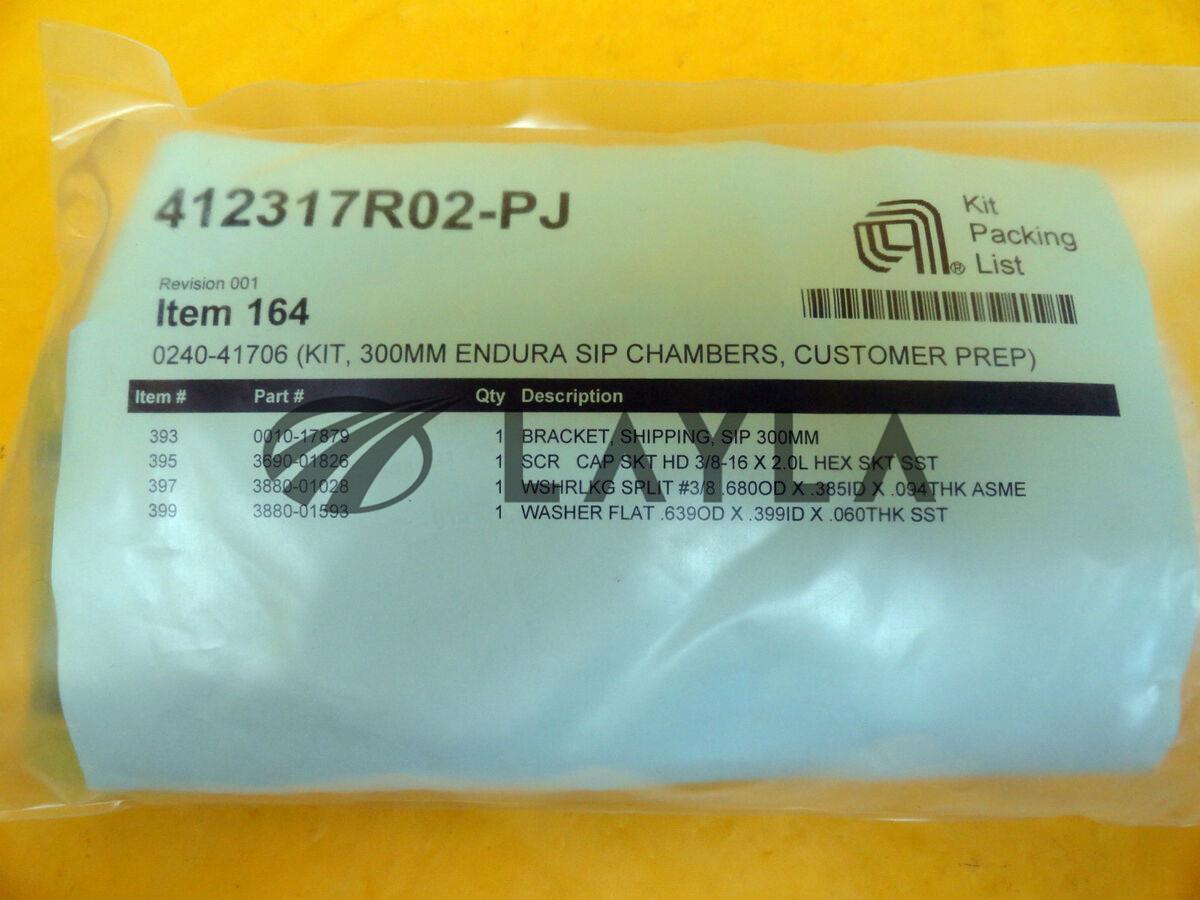 412317R02-PJ
Kit
Packing
List
®
Revision 001
Item 164
0240-41706 (KIT, 300MM ENDURA SIP CHAMBERS, CUSTOMER PREP)
Item # Part # Qty Description
393 0010-17879 1 BRACKET, SHIPPING, SIP 300MM
395 3690-01826 1 SCR CAP SKT HD 3/8-16 X 2.0L HEX SKT SST
397 3880-01028 1 WSHRLKG SPLIT #3/8 .680OD X .385ID X .094THK ASME
399 3880-01593 1 WASHER FLAT .639OD X .399ID X .060THK SST
LAYLA